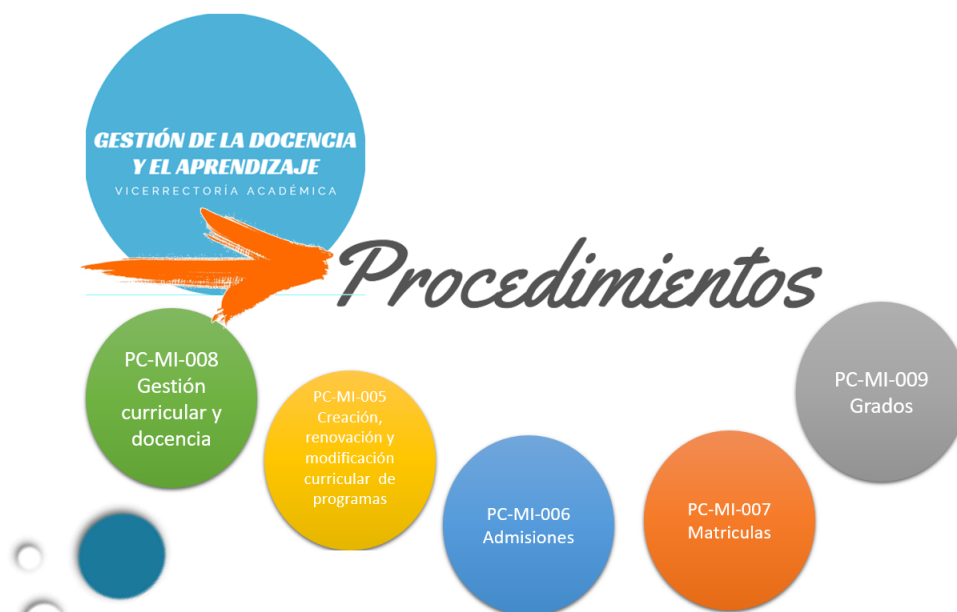 GESTIÓN DE LA DOCENCIA
Y EL APRENDIZAJE
VICERRECTORÍA ACADÉMICA
Procedimientos
PC-MI-008
Gestión
curricular y
docencia
PC-MI-005
Creación,
renovación y
modificación
curricular de
programas
PC-MI-006
Admisiones
PC-MI-007
Matriculas
PC-MI-009
Grados